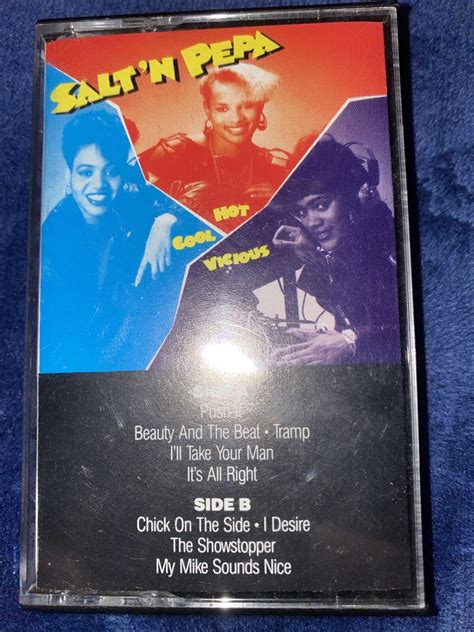 SALT'N PEPA
HOT
COOL
VICIOUS
Push It
Beauty And The Beat • Tramp
I'll Take Your Man
It's All Right
SIDE B
Chick On The Side • I Desire
The Showstopper
My Mike Sounds Nice